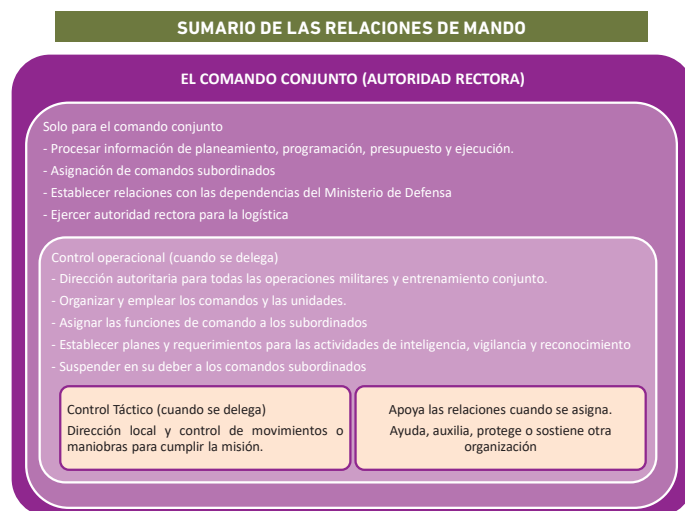 SUMARIO DE LAS RELACIONES DE MANDO
EL COMANDO CONJUNTO (AUTORIDAD RECTORA)
Solo para el comando conjunto
- Procesar información de planeamiento, programación, presupuesto y ejecución.
- Asignación de comandos subordinados
- Establecer relaciones con las dependencias del Ministerio de Defensa
- Ejercer autoridad rectora para la logística
Control operacional (cuando se delega)
- Dirección autoritaria para todas las operaciones militares y entrenamiento conjunto.
- Organizar y emplear los comandos y las unidades.
- Asignar las funciones de comando a los subordinados
- Establecer planes y requerimientos para las actividades de inteligencia, vigilancia y reconocimiento
- Suspender en su deber a los comandos subordinados
Control Táctico (cuando se delega)
Dirección local y control de movimientos o
maniobras para cumplir la misión.
Apoya las relaciones cuando se asigna.
Ayuda, auxilia, protege o sostiene otra
organización